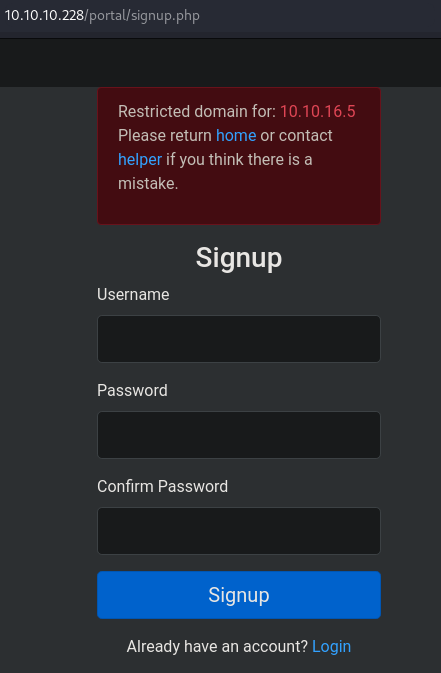 10.10.10.228/portal/signup.php
Restricted domain for: 10.10.16.5
Please return home or contact
helper if you think there is a
mistake.
Signup
Username
Password
Confirm Password
Signup
Already have an account? Login